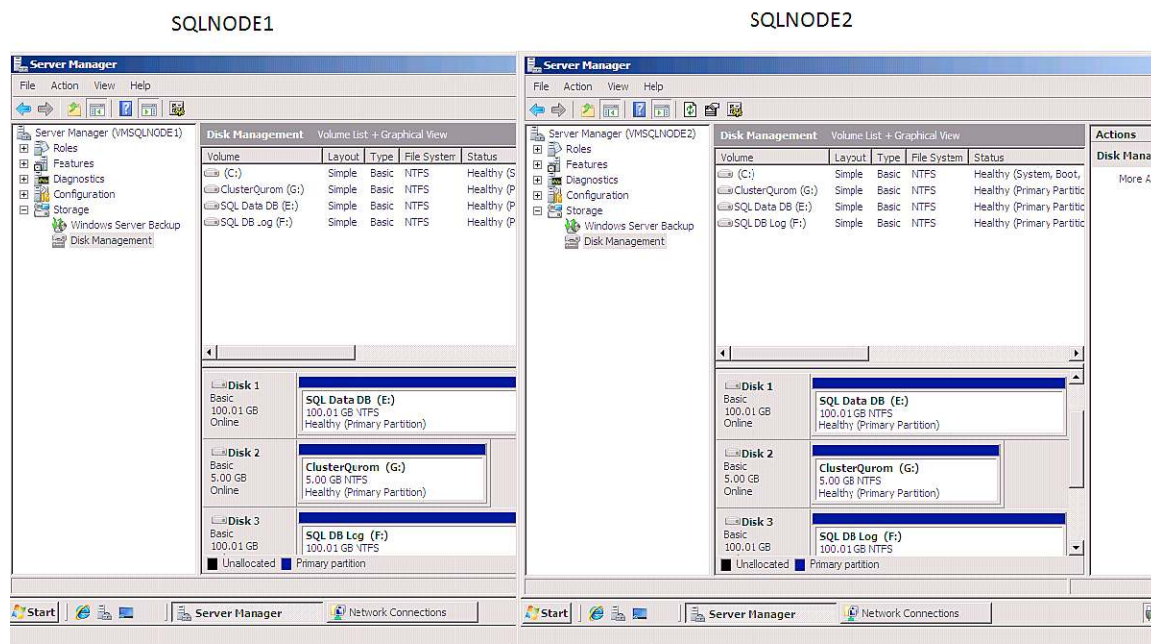 SQLNODE1
SQLNODE2
Server Manager
File Action View Help
Server Manager (VMSQLNODE1)
Roles
Features
Diagnostics
Configuration
Storage
Windows Server Backup
Disk Management
Disk Management Volume List + Graphical View
Volume Layout Type File System Status
(C:) Simple Basic NTFS Healthy (S
ClusterQurom (G:) Simple Basic NTFS Healthy (P
SQL Data DB (E:) Simple Basic NTFS Healthy (P
SQL DB Log (F:) Simple Basic NTFS Healthy (P
Disk 1
Basic
100.01 GB
Online
SQL Data DB (E:)
100.01 GB NTFS
Healthy (Primary Partition)
Disk 2
Basic
5.00 GB
Online
ClusterQurom (G:)
5.00 GB NTFS
Healthy (Primary Partition)
Disk 3
Basic
100.01 GB
SQL DB Log (F:)
100.01 GB NTFS
Unallocated Primary partition
Start Server Manager Network Connections
Server Manager
File Action View Help
Server Manager (VMSQLNODE2)
Roles
Features
Diagnostics
Configuration
Storage
Windows Server Backup
Disk Management
Disk Management Volume List + Graphical View
Volume Layout Type File System Status
(C:) Simple Basic NTFS Healthy (System, Boot,
ClusterQurom (G:) Simple Basic NTFS Healthy (Primary Partitic
SQL Data DB (E:) Simple Basic NTFS Healthy (Primary Partitic
SQL DB Log (F:) Simple Basic NTFS Healthy (Primary Partitic
Actions
Disk Mana
More A
Disk 1
Basic
100.01 GB
Online
SQL Data DB (E:)
100.01 GB NTFS
Healthy (Primary Partition)
Disk 2
Basic
5.00 GB
Online
ClusterQurom (G:)
5.00 GB NTFS
Healthy (Primary Partition)
Disk 3
Basic
100.01 GB
SQL DB Log (F:)
100.01 GB NTFS
Unallocated Primary partition
Start Server Manager Network Connections